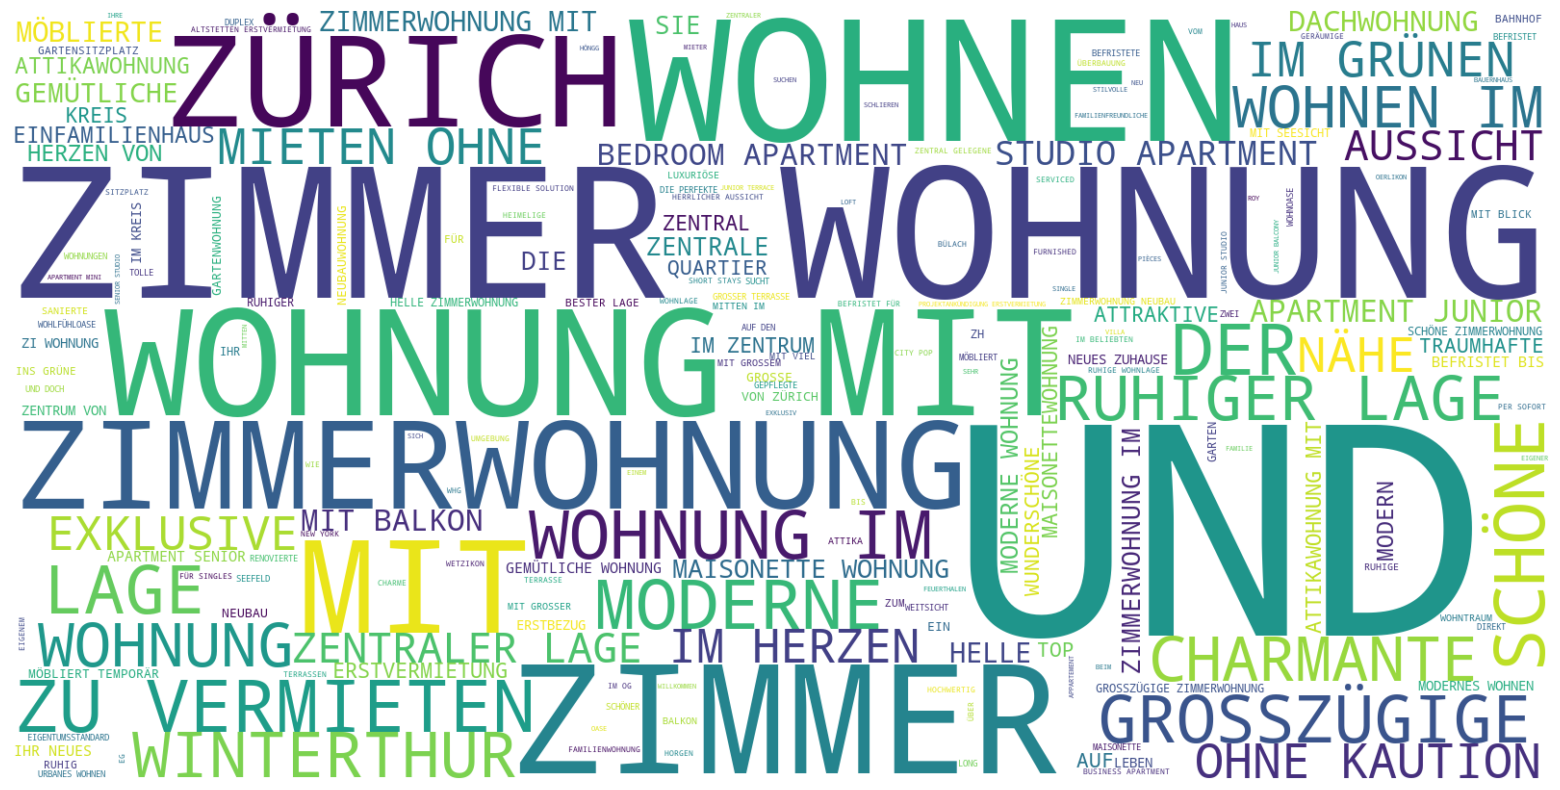 IHRE
DUPLEX
ALTSTETTEN ERSTVERMIETUNG
ZIMMERWOHNUNG MIT
SIE
ZENTRALER
DACHWOHNUNG
BAHNHOF
MÖBLIERTE
ZÜRICH
WOHNEN
HÖNGG
MIETER
VOM
HAUS
GERÄUMIGE
BEFRISTET
GARTENSITZPLATZ
BEFRISTETE
IM GRÜNEN
ATTIKAWOHNUNG
ÜBERBAUUNG
SUCHEN
NEU
BAUERNHAUS
GEMÜTLICHE
STILVOLLE
WOHNEN IM
SCHLIEREN
KREIS
FAMILIENFREUNDLICHE
EINFAMILIENHAUS
MIETEN OHNE
MIT SEESICHT
AUSSICHT
HERZEN VON
BEDROOM APARTMENT
ZENTRAL GELEGENE
STUDIO APARTMENT
ZIMMER WOHNUNG
SITZPLATZ
FLEXIBLE SOLUTION
LUXURIÖSE
DIE PERFEKTE
JUNIOR TERRACE
HERRLICHER AUSSICHT
SERVICED
ROY
OERLIKON
LOFT
WOHNOASE
IM KREIS
GARTENWOHNUNG
HEIMELIGE
ZENTRAL
MIT BLICK
NEUBAUWOHNUNG
FÜR
ZENTRALE
BÜLACH
FURNISHED
JUNIOR BALCONY
WOHNUNGEN
DIE
QUARTIER
PIÈCES
JUNIOR STUDIO
SENIOR STUDIO
TOLLE
APARTMENT MINI
SHORT STAYS
SUCHT
SINGLE
RUHIGER
HELLE ZIMMERWOHNUNG
BESTER LAGE
WOHNLAGE
GROSSER TERRASSE
BEFRISTET FÜR
PROJEKTANKÜNDIGUNG ERSTVERMIETUNG
ZIMMERWOHNUNG NEUBAU
SANIERTE
MITTEN IM
ATTRAKTIVE
ZWEI
APARTMENT JUNIOR
WOHLFÜHLOASE
WOHNUNG MIT
MITTEN
AUF DEN
ZH
DER
VILLA
SCHÖNE ZIMMERWOHNUNG
ZI WOHNUNG
IHR
IM ZENTRUM
IM BELIEBTEN
NÄHE
TRAUMHAFTE
CITY POP
MIT VIEL
MÖBLIERT
NEUES ZUHAUSE
BEFRISTET BIS
MIT GROSSEM
INS GRÜNE
SEHR
RUHIGE WOHNLAGE
GROSSE
GEPFLEGTE
UND DOCH
VON ZÜRICH
RUHIGER LAGE
ZENTRUM VON
EXKLUSIV
PER SOFORT
ZIMMERWOHNUNG
SICH
UMGEBUNG
UND
MODERNE WOHNUNG
MAISONETTEWOHNUNG
WUNDERSCHÖNE
ZIMMERWOHNUNG IM
GARTEN
FAMILIE
ATTIKAWOHNUNG MIT
SCHÖNE
EIGENER
WIE
EINEN
WHG
BIS
MODERN
EXKLUSIVE
MIT BALKON
WOHNUNG IM
NEW YORK
ATTIKA
APARTMENT SENIOR
RENOVIERTE
MIT
WETZIKON
GEMÜTLICHE WOHNUNG
MAISONETTE WOHNUNG
RUHIGE
FÜR SINGLES
SEEFELD
CHARME
TERRASSE
FEUERTHALEN
LAGE
MODERNE
NEUBAU
MIT GROSSER
ZUM
WEITSICHT
WOHNTRAUM
EIGENEM
ERSTBEZUG
EIN
DIREKT
WOHNUNG
ZENTRALER LAGE
IM HERZEN
HELLE
TOP
CHARMANTE
MÖBLIERT TEMPORÄR
TERRASSEN
ERSTVERMIETUNG
BEIM
ZIMMER
APPARTEMENT
ZU VERMIETEN
IM OG
WILLKOMMEN
HOCHWERTIG
GROSSZÜGIGE ZIMMERWOHNUNG
MODERNES WOHNEN
SCHÖNER
ÜBER
GROSSZÜGIGE
BALKON
OASE
EIGENTUMSSTANDARD
WINTERTHUR
IHR NEUES
EG
FAMILIENWOHNUNG
HORGEN
MAISONETTE
RUHIG
LONG
AUF
LEBEN
OHNE KAUTION
URBANES WOHNEN
BUSINESS APARTMENT